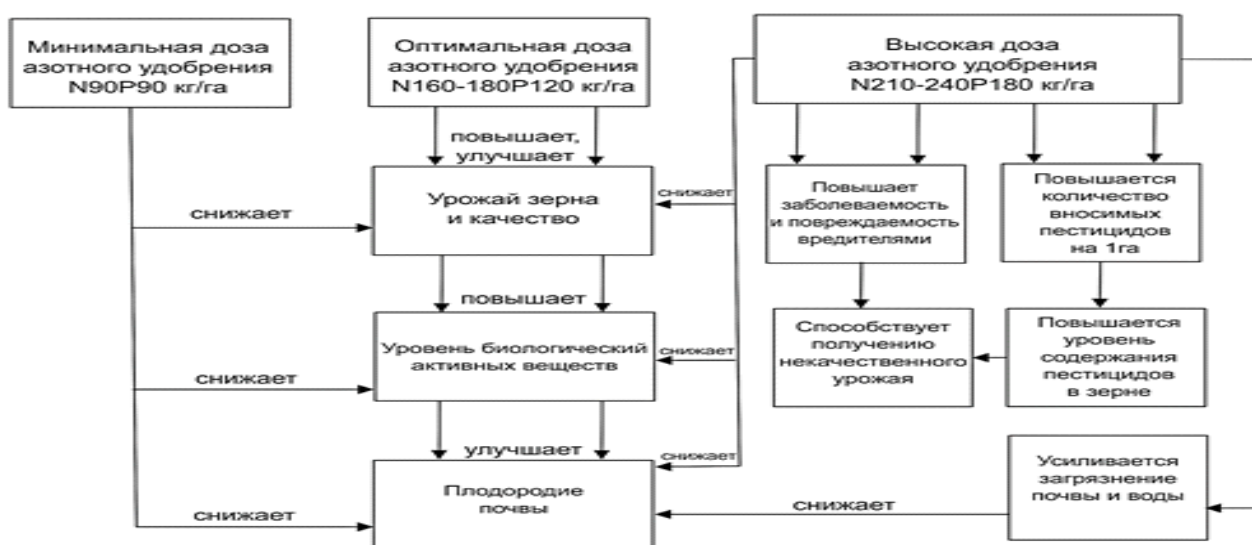 Минимальная доза
азотного удобрения
N90P90 кг/га
Оптимальная доза
азотного удобрения
N160-180P120 кг/га
Высокая доза
азотного удобрения
N210-240P180 кг/га
повышает,
улучшает
снижает
Урожай зерна
и качество
снижает
Повышает
заболеваемость
и повреждаемость
вредителями
Повышается
количество
вносимых
пестицидов
на 1га
повышает
снижает
Уровень биологический
активных веществ
снижает
Способствует
получению
некачественного
урожая
Повышается
уровень
содержания
пестицидов
в зерне
улучшает
снижает
Плодородие
почвы
снижает
снижает
Усиливается
загрязнение
почвы и воды